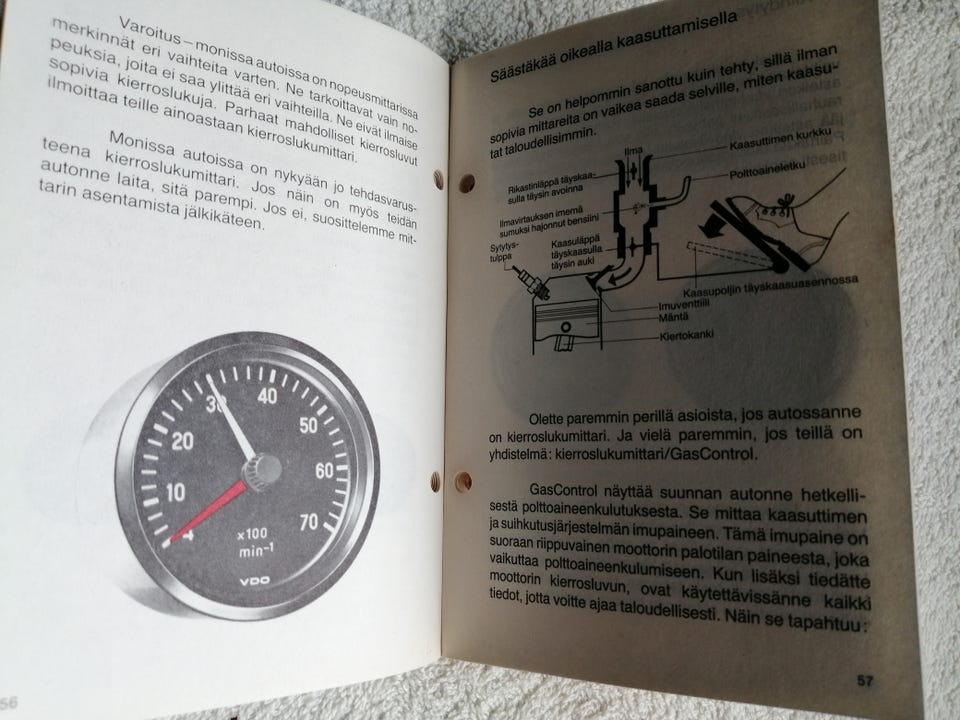 Varoitus – monissa autoissa on nopeusmittarissa
merkinnät eri vaihteita varten. Ne tarkoittavat vain no-
peuksia, joita ei saa ylittää eri vaihteilla. Ne eivät ilmaise
sopivia kierroslukuja. Parhaat mahdolliset kierrosluvut
ilmoittaa teille ainoastaan kierroslukumittari.
Monissa autoissa on nykyään jo tehdasvarus-
teena kierroslukumittari. Jos näin on myös teidän
autonne laita, sitä parempi. Jos ei, suosittelemme mit-
tarin asentamista jälkikäteen.
10
20
30
40
50
60
70
x100
min-1
VDO
56
Säästäkää oikealla kaasuttamisella
Se on helpommin sanottu kuin tehty, sillä ilman
sopivia mittareita on vaikea saada selville, miten kaasu-
tat taloudellisimmin.
Ilma
Kaasuttimen kurkku
Rikastinläppä täyskaa-
sulla täysin avoinna
Polttoaineletku
Ilmavirtauksen imemä
sumuksi hajonnut bensiini
Sytytys-
tulppa
Kaasuläppä
täyskaasulla
täysin auki
Kaasupoljin täyskaasuasennossa
Imuventtiili
Mäntä
Kiertokanki
Olette paremmin perillä asioista, jos autossanne
on kierroslukumittari. Ja vielä paremmin, jos teillä on
yhdistelmä: kierroslukumittari/GasControl.
GasControl näyttää suunnan autonne hetkelli-
sestä polttoaineenkulutuksesta. Se mittaa kaasuttimen
ja suihkutusjärjestelmän imupaineen. Tämä imupaine on
suoraan riippuvainen moottorin palotilan paineesta, joka
vaikuttaa polttoaineenkulumiseen. Kun lisäksi tiedätte
moottorin kierrosluvun, ovat käytettävissänne kaikki
tiedot, jotta voitte ajaa taloudellisesti. Näin se tapahtuu:
57